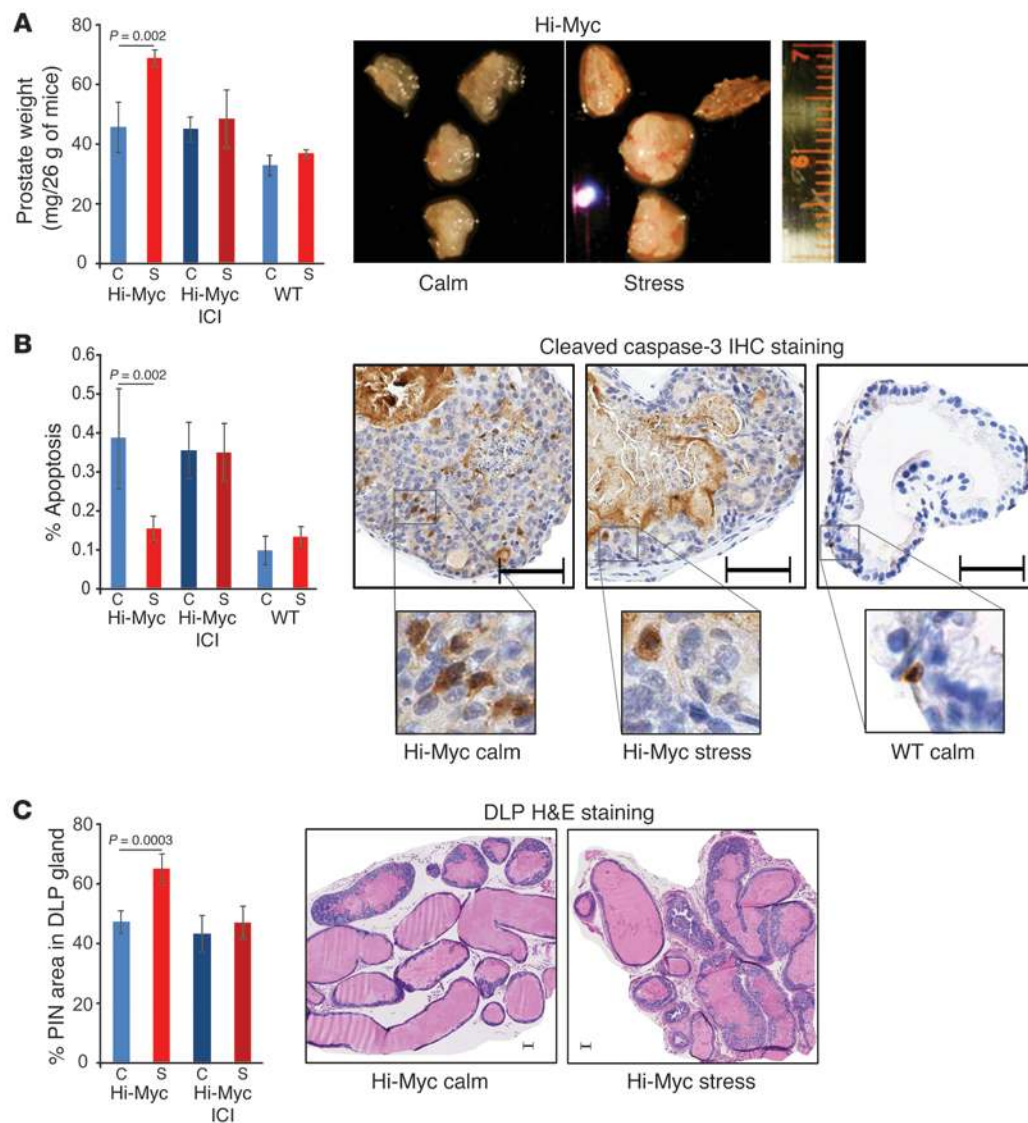 A
Hi-Myc
P = 0.002
Prostate weight
(mg/26 g of mice)
80
60
40
20
0
C S C S C S
Hi-Myc Hi-Myc WT
ICI
Calm Stress
7
6
B
Cleaved caspase-3 IHC staining
P = 0.002
% Apoptosis
0.6
0.5
0.4
0.3
0.2
0.1
0
C S C S C S
Hi-Myc Hi-Myc WT
ICI
Hi-Myc calm Hi-Myc stress WT calm
C
DLP H&E staining
P = 0.0003
% PIN area in DLP gland
80
60
40
20
0
C S C S
Hi-Myc Hi-Myc
ICI
Hi-Myc calm Hi-Myc stress